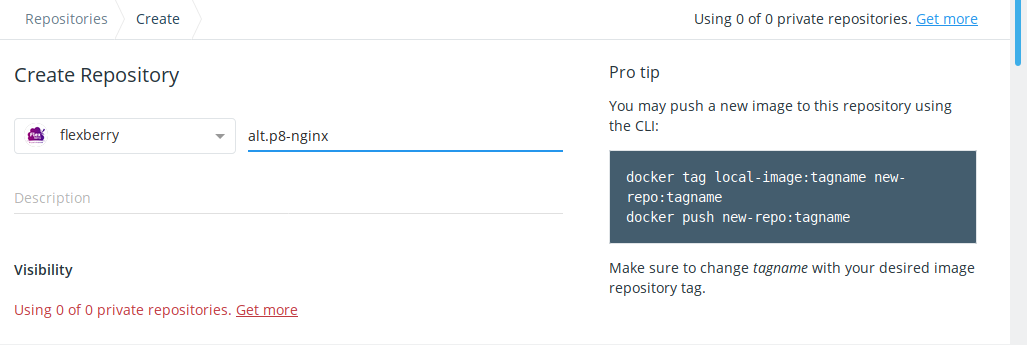 Repositories Create Using 0 of 0 private repositories. Get more
Create Repository
Pro tip
flexberry alt.p8-nginx
You may push a new image to this repository using
the CLI:
docker tag local-image:tagname new-
repo:tagname
docker push new-repo:tagname
Description
Make sure to change tagname with your desired image
repository tag.
Visibility
Using 0 of 0 private repositories. Get more